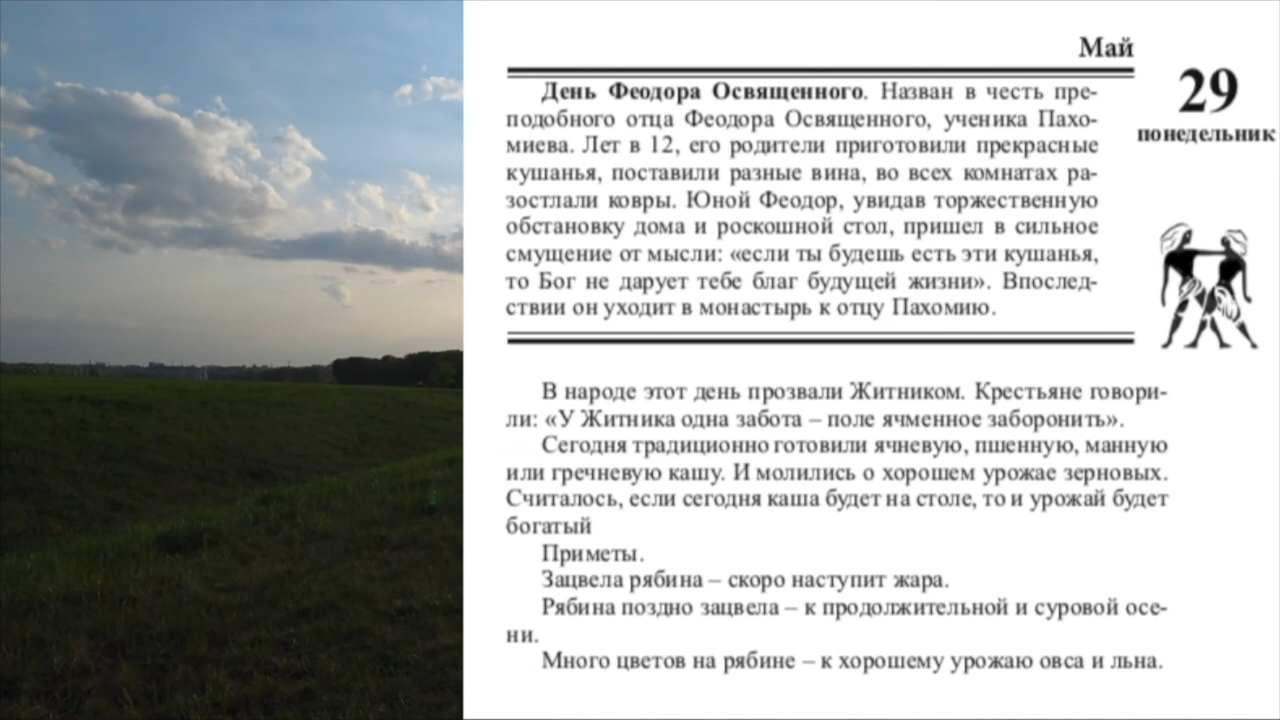 Май
29
понедельник
День Феодора Освященного. Назван в честь пре-
подобного отца Феодора Освященного, ученика Пахо-
миева. Лет в 12, его родители приготовили прекрасные
кушанья, поставили разные вина, во всех комнатах ра-
зостлали ковры. Юной Феодор, увидав торжественную
обстановку дома и роскошной стол, пришел в сильное
смущение от мысли: «если ты будешь есть эти кушанья,
то Бог не дарует тебе благ будущей жизни». Впослед-
ствии он уходит в монастырь к отцу Пахомию.
В народе этот день прозвали Житником. Крестьяне говори-
ли: «У Житника одна забота – поле ячменное заборонить».
Сегодня традиционно готовили ячневую, пшенную, манную
или гречневую кашу. И молились о хорошем урожае зерновых.
Считалось, если сегодня каша будет на столе, то и урожай будет
богатый
Приметы.
Зацвела рябина – скоро наступит жара.
Рябина поздно зацвела – к продолжительной и суровой осе-
ни.
Много цветов на рябине – к хорошему урожаю овса и льна.